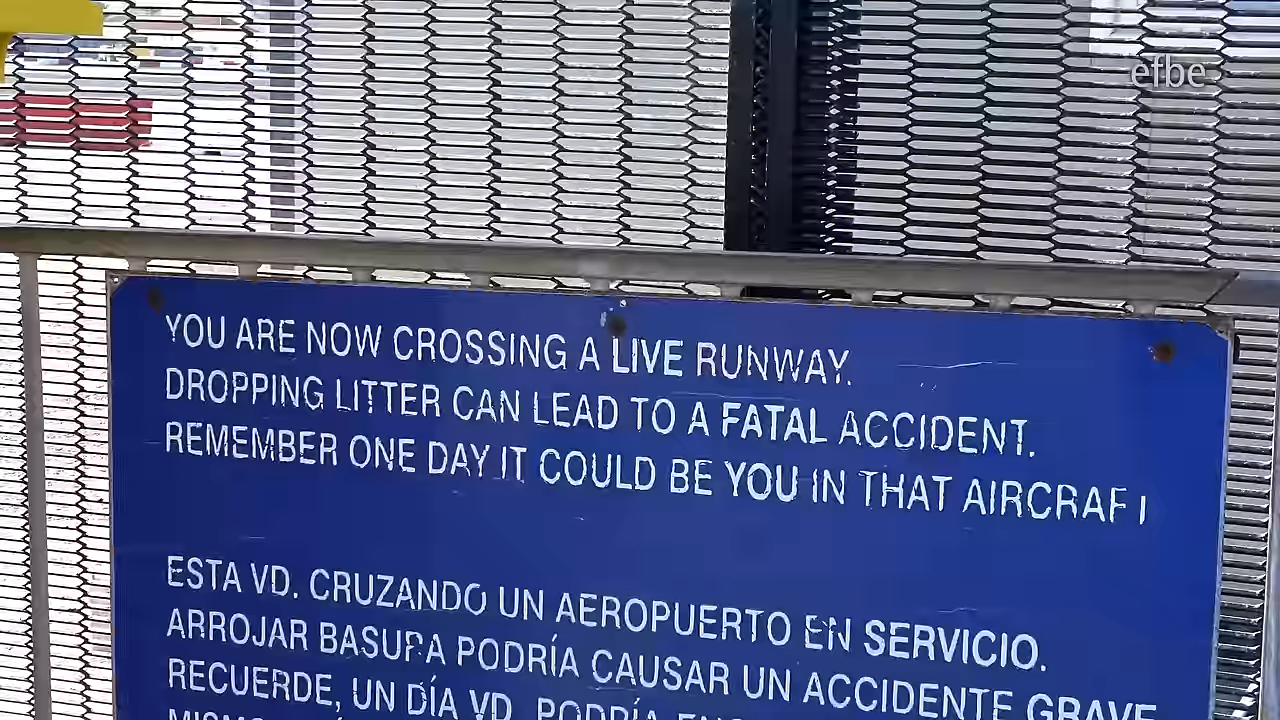 efbe
YOU ARE NOW CROSSING A LIVE RUNWAY.
DROPPING LITTER CAN LEAD TO A FATAL ACCIDENT.
REMEMBER ONE DAY IT COULD BE YOU IN THAT AIRCRAFT
ESTA VD. CRUZANDO UN AEROPUERTO EN SERVICIO.
ARROJAR BASURA PODRÍA CAUSAR UN ACCIDENTE GRAVE
RECUERDE, UN DÍA VD. PODRÍA